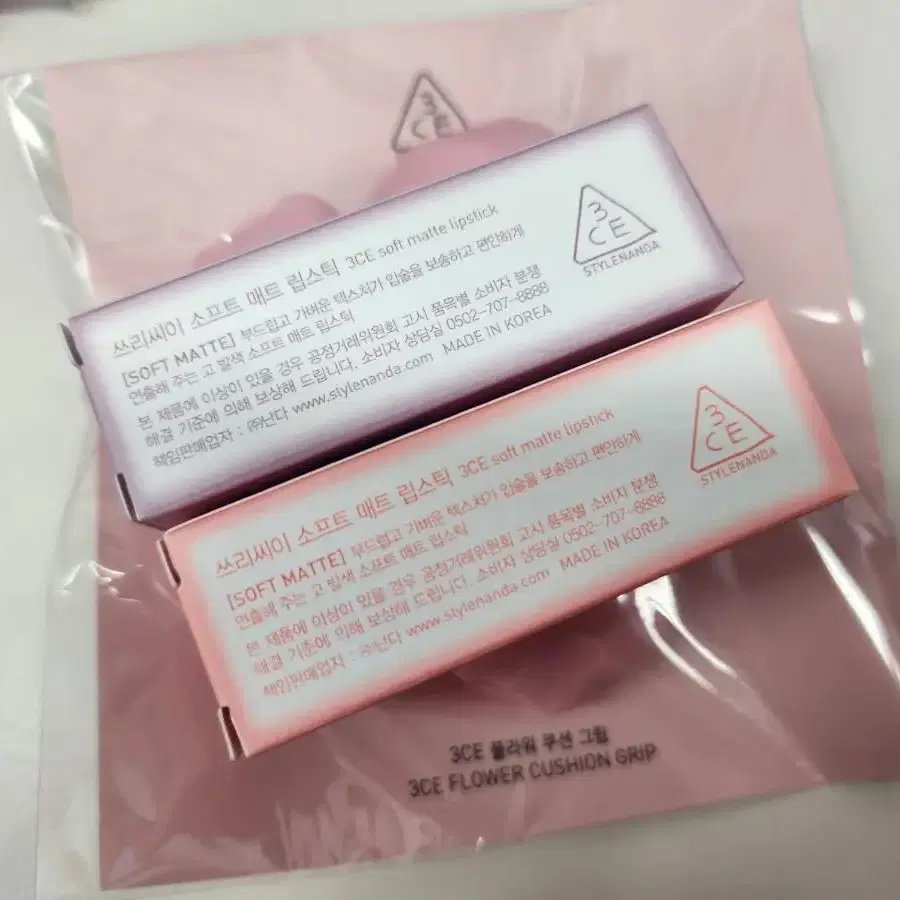 3CE
쓰리씨이 소프트 매트 립스틱 3CE soft matte lipstick
[SOFT MATTE] 부드럽고 가벼운 텍스처가 입술을 보송하고 편안하게
연출해 주는 고 발색 소프트 매트 립스틱
본 제품에 이상이 있을 경우 공정거래위원회 고시 품목별 소비자 분쟁
해결 기준에 의해 보상해 드립니다. 소비자 상담실 0502-707-8888
책임판매업자 : ㈜난다 www.stylenanda.com MADE IN KOREA
3CE
STYLENANDA
쓰리씨이 소프트 매트 립스틱 3CE soft matte lipstick
[SOFT MATTE] 부드럽고 가벼운 텍스처가 입술을 보송하고 편안하게
연출해 주는 고 발색 소프트 매트 립스틱
본 제품에 이상이 있을 경우 공정거래위원회 고시 품목별 소비자 분쟁
해결 기준에 의해 보상해 드립니다. 소비자 상담실 0502-707-8888
책임판매업자 : ㈜난다 www.stylenanda.com MADE IN KOREA
3CE
STYLENANDA
3CE 플라워 쿠션 그립
3CE FLOWER CUSHION GRIP